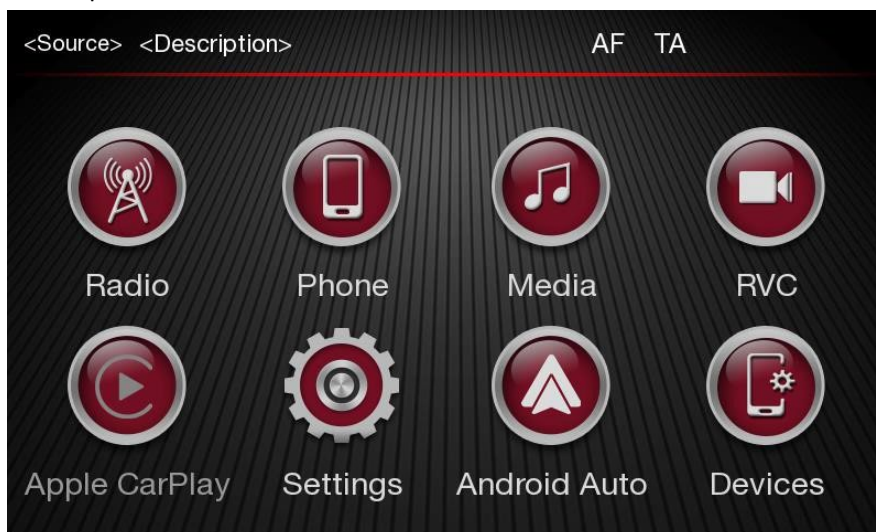 <Source> <Description> AF TA
Radio Phone Media RVC
Apple CarPlay Settings Android Auto Devices